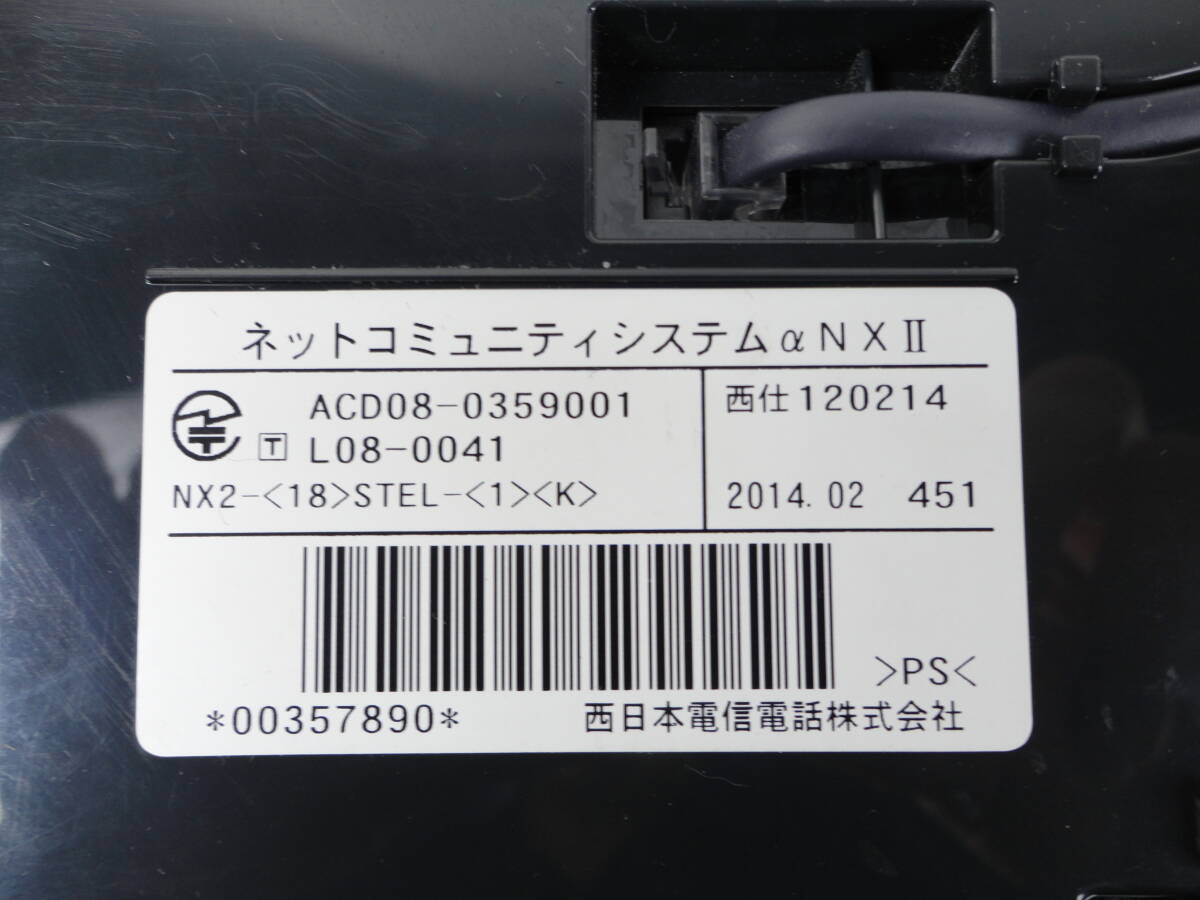 ネットコミュニティシステムαNXⅡ
ACD08-0359001
T L08-0041
NX2-<18>STEL-<1><K>
西仕120214
2014.02 451
>PS<
*00357890*
西日本電信電話株式会社